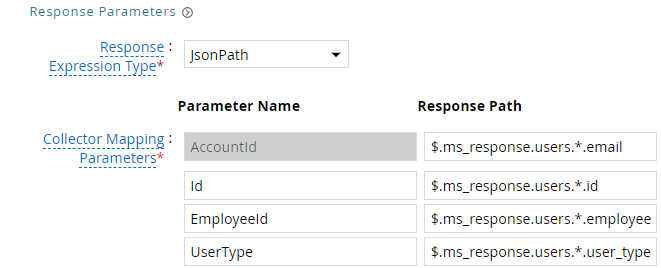 Response Parameters
Response :
Expression Type*
JsonPath
Parameter Name Response Path
Collector Mapping :
Parameters*
AccountId $.ms_response.users.*.email
Id $.ms_response.users.*.id
EmployeeId $.ms_response.users.*.employee
UserType $.ms_response.users.*.user_type